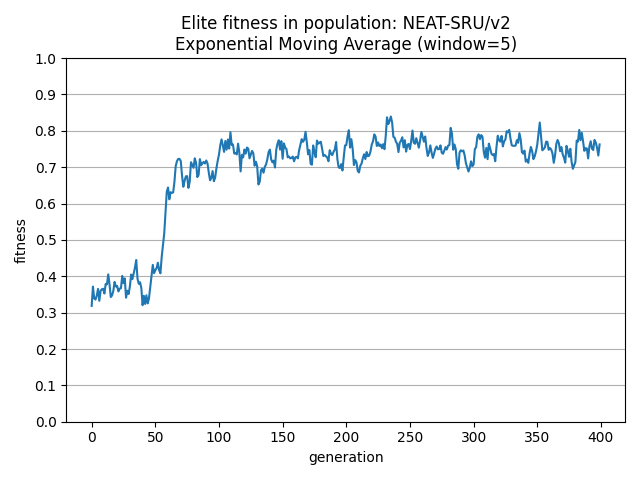 Elite fitness in population: NEAT-SRU/v2
Exponential Moving Average (window=5)
1.0
0.9
0.8
0.7
0.6
0.5
0.4
0.3
0.2
0.1
0.0
fitness
0 50 100 150 200 250 300 350 400
generation